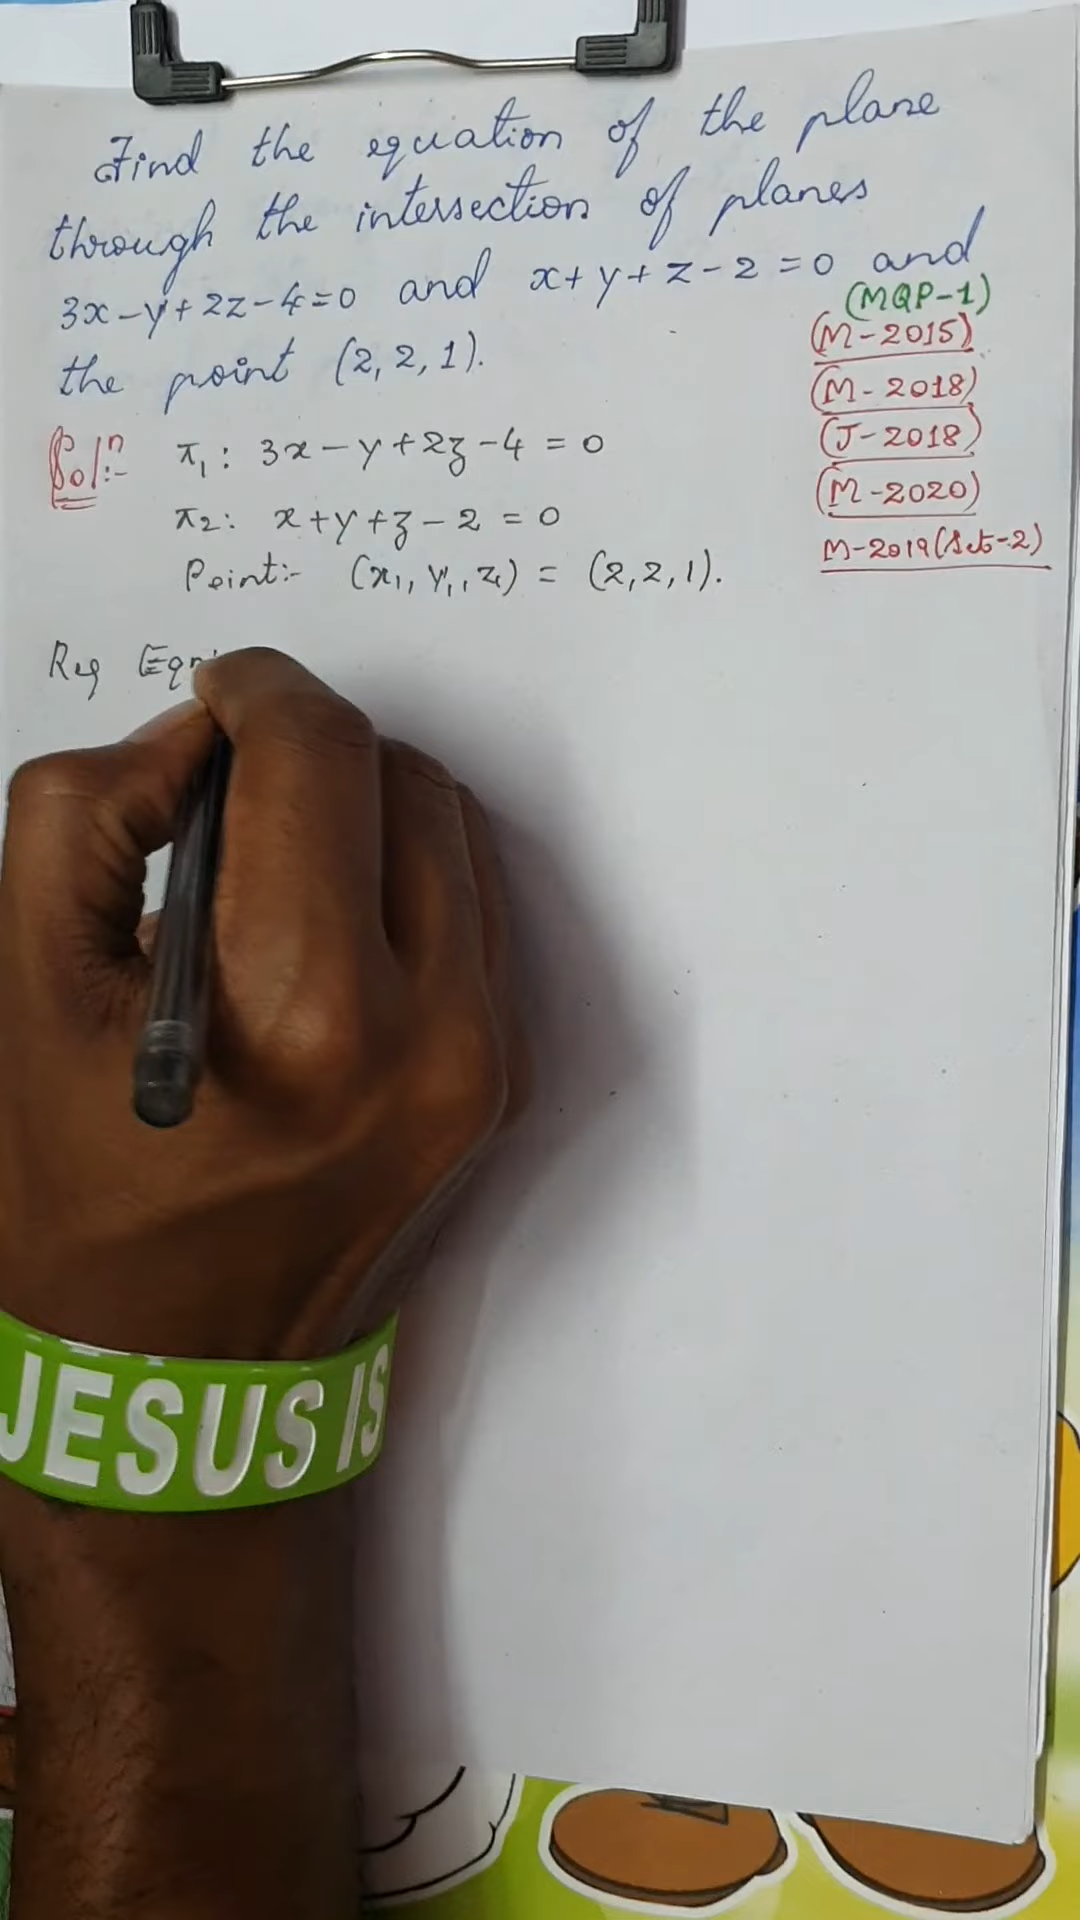 Find the equation of the plane
through the intersection of planes
3x-y+2z-4=0 and x+y+z-2=0 and
(MQP-1)
the point (2,2,1).
(M-2015)
(M-2018)
(J-2018)
(M-2020)
M-2019(Set-2)
Sol^n:- π₁: 3x-y+2z-4=0
π₂: x+y+z-2=0
Point:- (x₁, y₁, z₁) = (2,2,1).
Req Eqn
JESUS IS